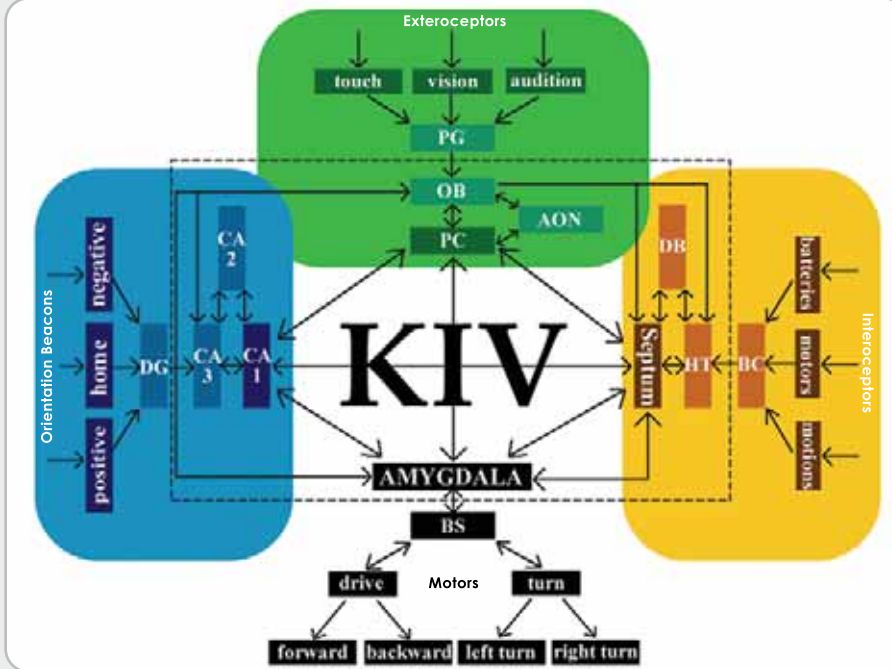 Exteroceptors
touch
vision
audition
PG
OB
AON
PC
Orientation Beacons
negative
home
positive
DG
CA
2
CA
3
CA
1
KIV
DB
Septum
HT
BC
batteries
motors
motions
Interoceptors
AMYGDALA
BS
drive
Motors
turn
forward
backward
left turn
right turn